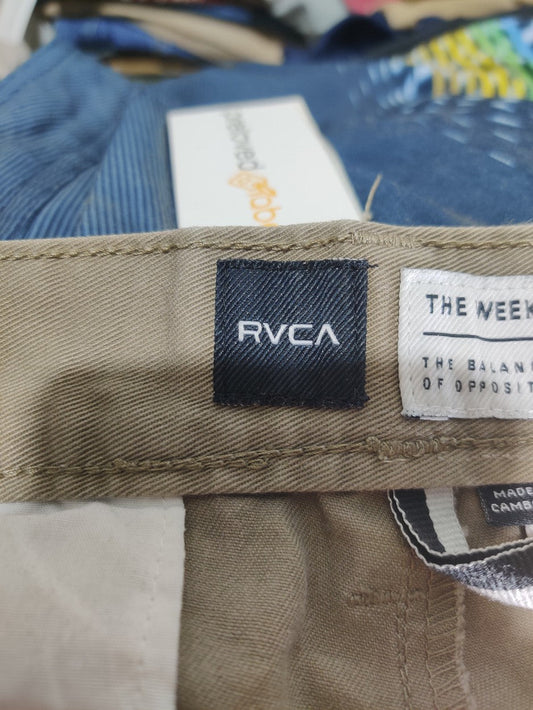 RVCA
THE WEEK
THE BALAN
OF OPPOSIT
MADE
CAMB